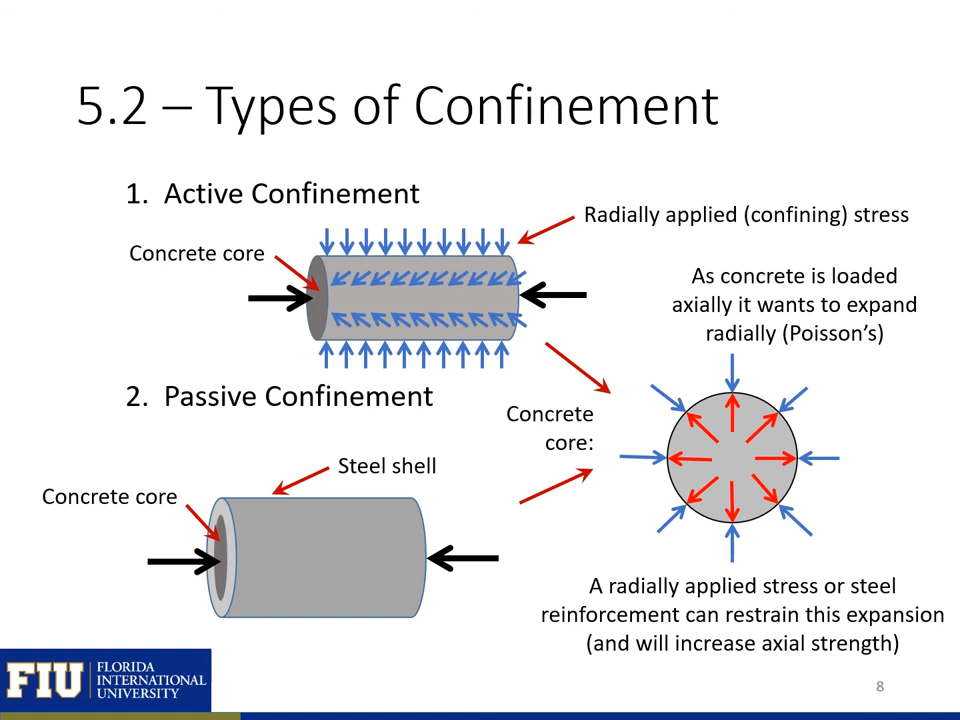 5.2 – Types of Confinement
1. Active Confinement
Radially applied (confining) stress
Concrete core
As concrete is loaded
axially it wants to expand
radially (Poisson’s)
2. Passive Confinement
Concrete
core:
Steel shell
Concrete core
A radially applied stress or steel
reinforcement can restrain this expansion
(and will increase axial strength)
FIU
FLORIDA
INTERNATIONAL
UNIVERSITY
8